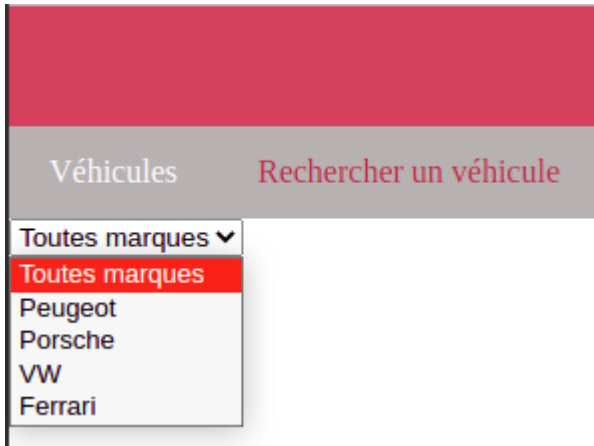 Véhicules Rechercher un véhicule
Toutes marques
Toutes marques
Peugeot
Porsche
VW
Ferrari